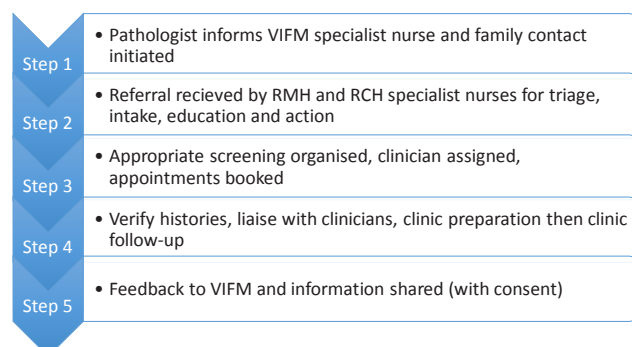 Step 1
• Pathologist informs VIFM specialist nurse and family contact
initiated
Step 2
• Referral recieved by RMH and RCH specialist nurses for triage,
intake, education and action
Step 3
• Appropriate screening organised, clinician assigned,
appointments booked
Step 4
• Verify histories, liaise with clinicians, clinic preparation then clinic
follow-up
Step 5
• Feedback to VIFM and information shared (with consent)